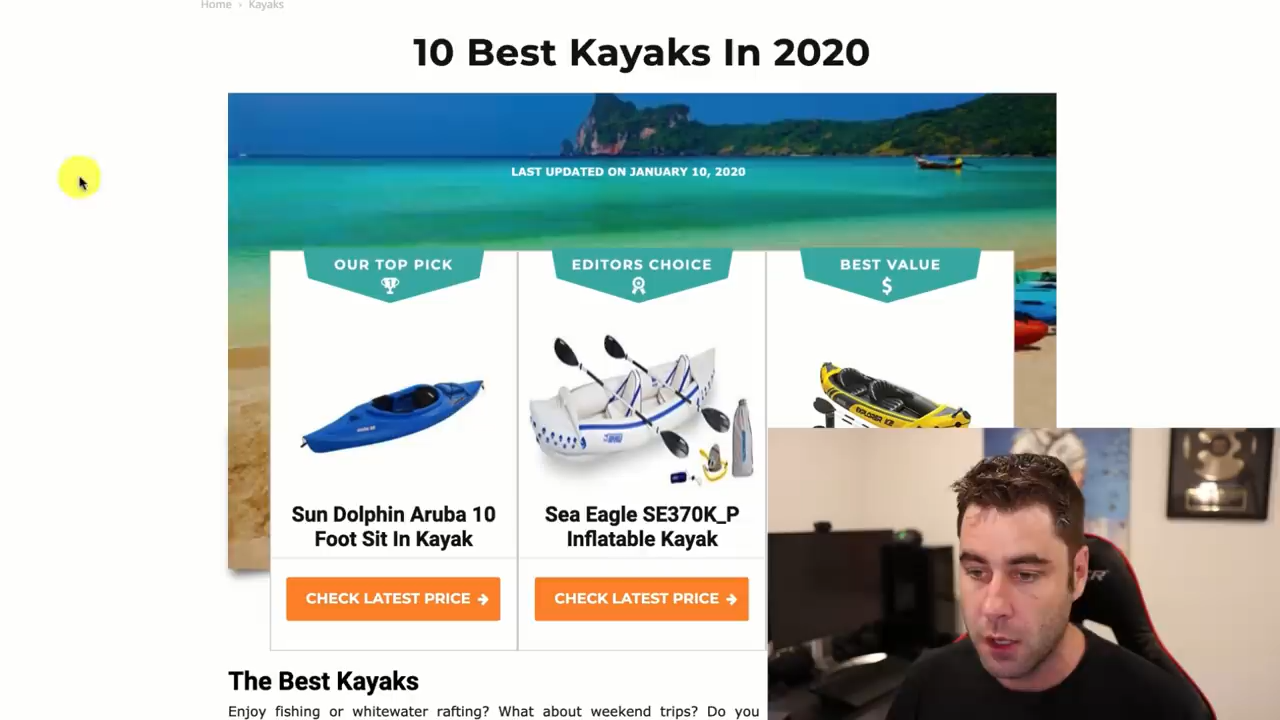 Home › Kayaks
10 Best Kayaks In 2020
LAST UPDATED ON JANUARY 10, 2020
OUR TOP PICK
EDITORS CHOICE
BEST VALUE
$
EXPLORER K2
Sun Dolphin Aruba 10
Foot Sit In Kayak
Sea Eagle SE370K_P
Inflatable Kayak
CHECK LATEST PRICE →
CHECK LATEST PRICE →
The Best Kayaks
Enjoy fishing or whitewater rafting? What about weekend trips? Do you